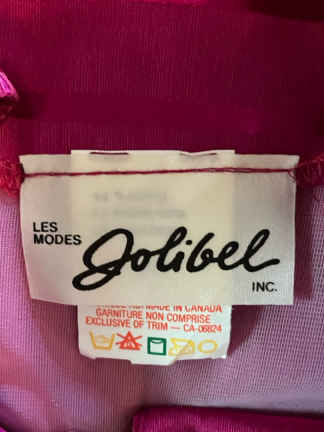 LES
MODES
Jolibel
INC.
MADE IN CANADA
GARNITURE NON COMPRISE
EXCLUSIVE OF TRIM — CA-06824